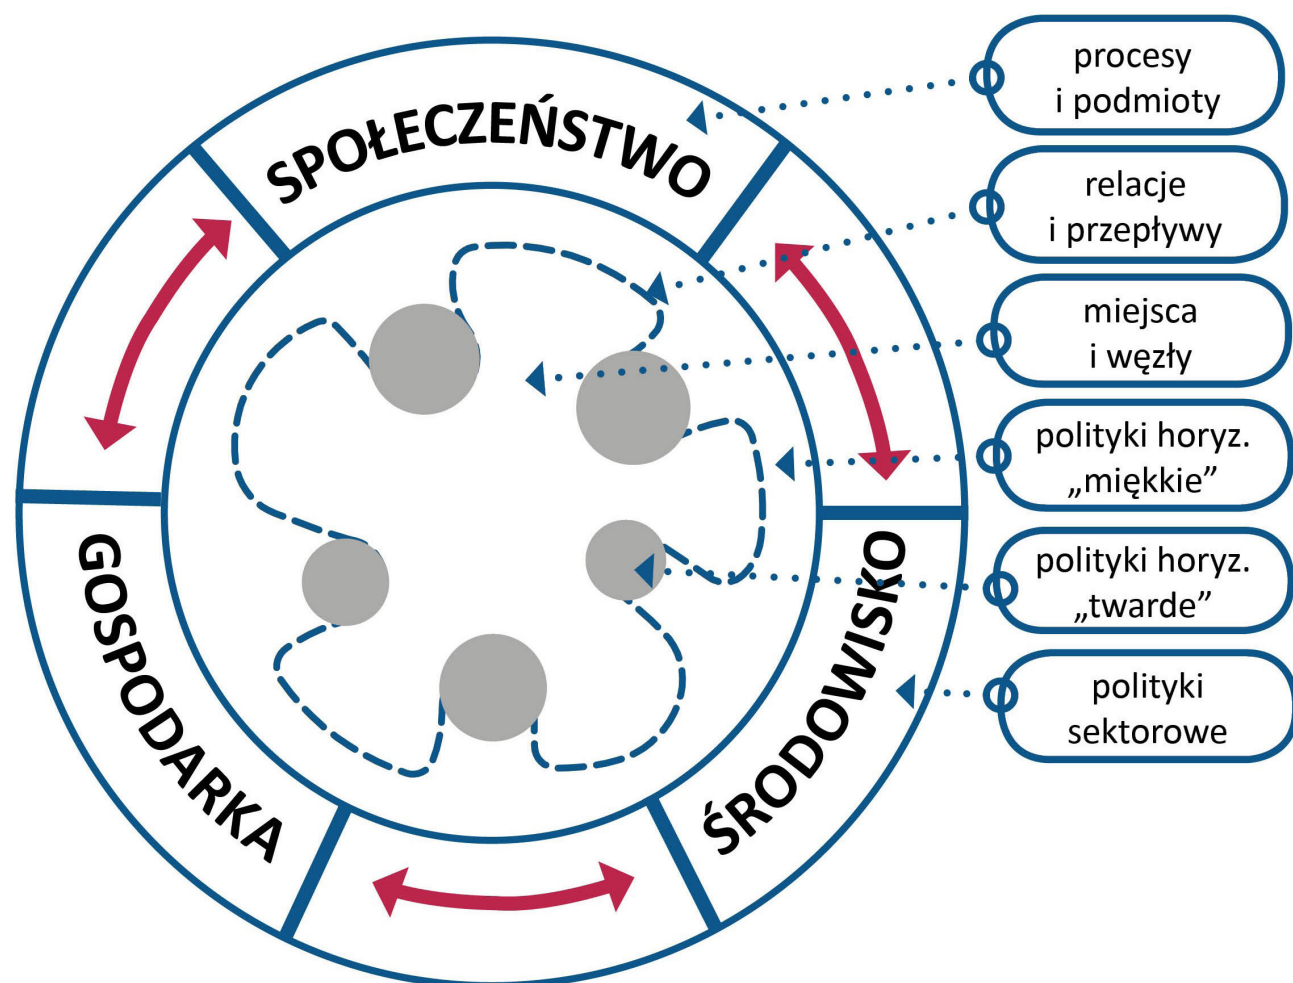 SPOŁECZEŃSTWO
GOSPODARKA
ŚRODOWISKO
procesy
i podmioty
relacje
i przepływy
miejsca
i węzły
polityki horyz.
„miękkie”
polityki horyz.
„twarde”
polityki
sektorowe